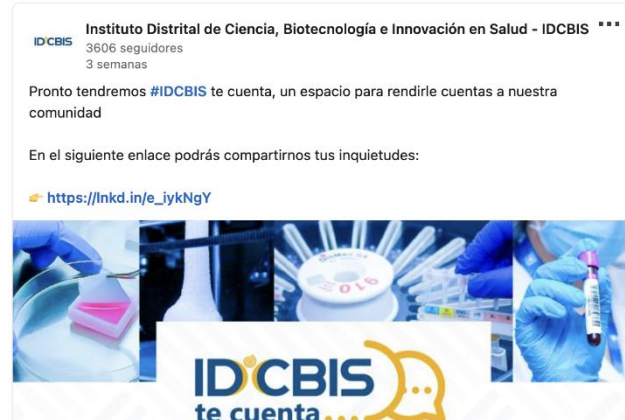 Instituto Distrital de Ciencia, Biotecnología e Innovación en Salud - IDCBIS
IDCBIS
3606 seguidores
3 semanas
Pronto tendremos #IDCBIS te cuenta, un espacio para rendirle cuentas a nuestra
comunidad
En el siguiente enlace podrás compartirnos tus inquietudes:
https://lnkd.in/e_iykNgY
910
IDCBIS
te cuenta...